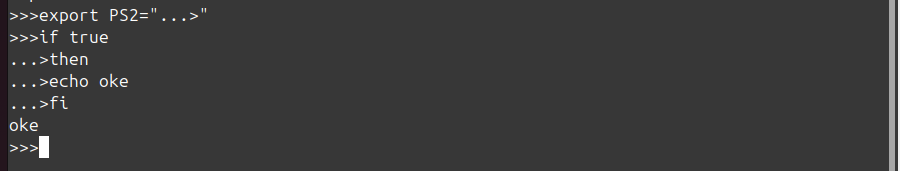 >>>export PS2="...>"
>>>if true
...>then
...>echo oke
...>fi
oke
>>>